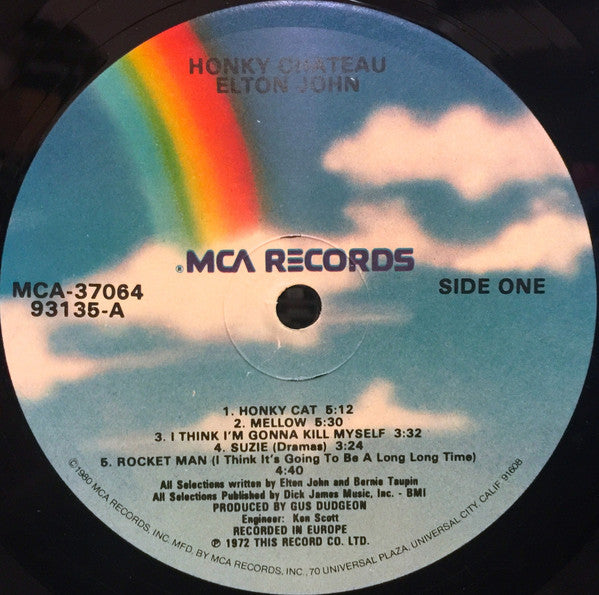 HONKY CHATEAU
ELTON JOHN
®MCA RECORDS
MCA-37064
93135-A
SIDE ONE
1. HONKY CAT 5:12
2. MELLOW 5:30
3. I THINK I'M GONNA KILL MYSELF 3:32
4. SUZIE (Dramas) 3:24
5. ROCKET MAN (I Think It's Going To Be A Long Long Time)
4:40
All Selections written by Elton John and Bernie Taupin
All Selections Published by Dick James Music, Inc. - BMI
PRODUCED BY GUS DUDGEON
Engineer: Ken Scott
RECORDED IN EUROPE
℗ 1972 THIS RECORD CO. LTD.
©1980 MCA RECORDS, INC. MFD. BY MCA RECORDS, INC., 70 UNIVERSAL PLAZA, UNIVERSAL CITY, CALIF. 91608